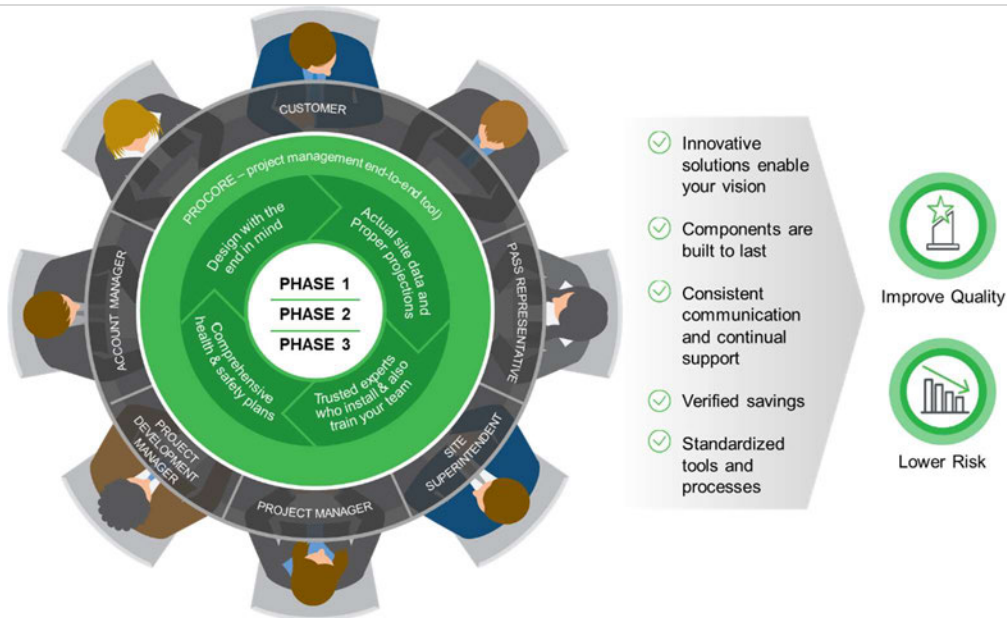 CUSTOMER
PASS REPRESENTATIVE
SITE
SUPERINTENDENT
PROJECT MANAGER
PROJECT
DEVELOPMENT
MANAGER
ACCOUNT MANAGER
PROCORE – project management end-to-end tool)
Design with the
end in mind
Actual site data and
Proper projections
Trusted experts
who install & also
train your team
Comprehensive
health & safety plans
PHASE 1
PHASE 2
PHASE 3
Innovative
solutions enable
your vision
Components are
built to last
Consistent
communication
and continual
support
Verified savings
Standardized
tools and
processes
Improve Quality
Lower Risk